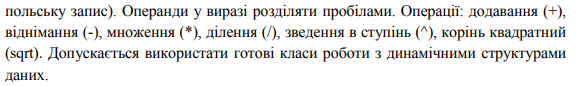 польську запис). Операнди у виразі розділяти пробілами. Операції: додавання (+),
віднімання (-), множення (*), ділення (/), зведення в ступінь (^), корінь квадратний
(sqrt). Допускається використати готові класи роботи з динамічними структурами
даних.